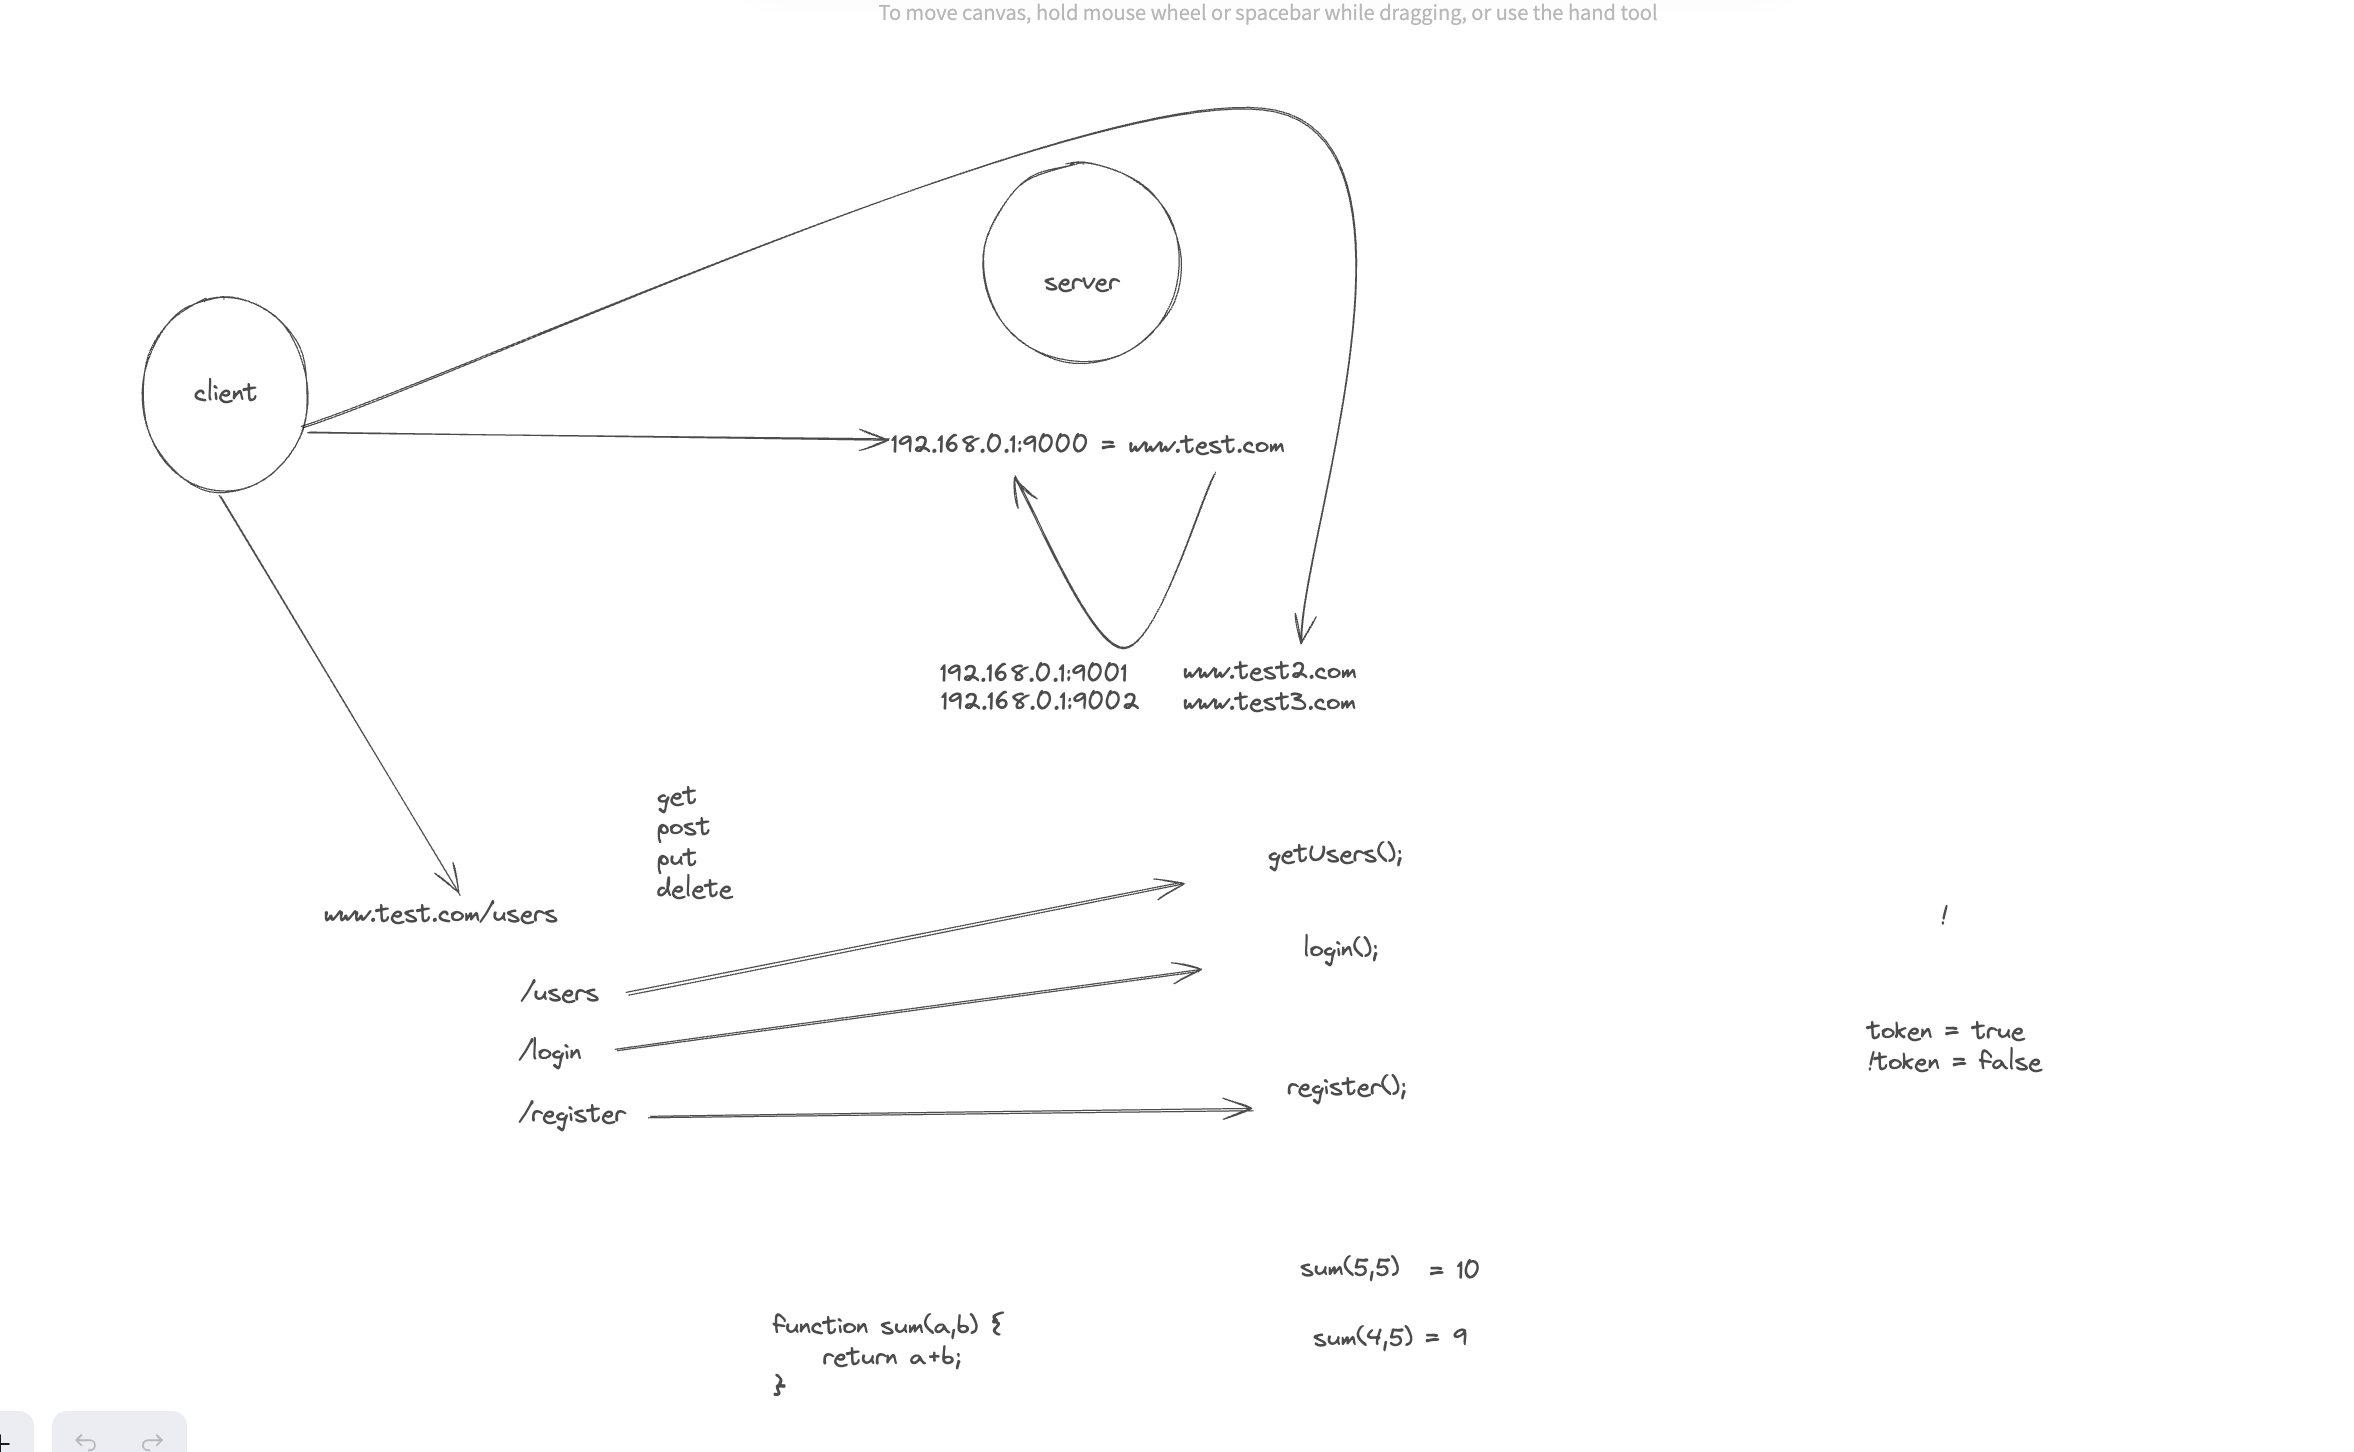 To move canvas, hold mouse wheel or spacebar while dragging, or use the hand tool
server
client
192.168.0.1:9000 = www.test.com
192.168.0.1:9001 www.test2.com
192.168.0.1:9002 www.test3.com
get
post
put
delete
www.test.com/users
getUsers();
!
login();
/users
/login
/register
register();
token = true
!token = false
sum(5,5) = 10
sum(4,5) = 9
function sum(a,b) {
return a+b;
}